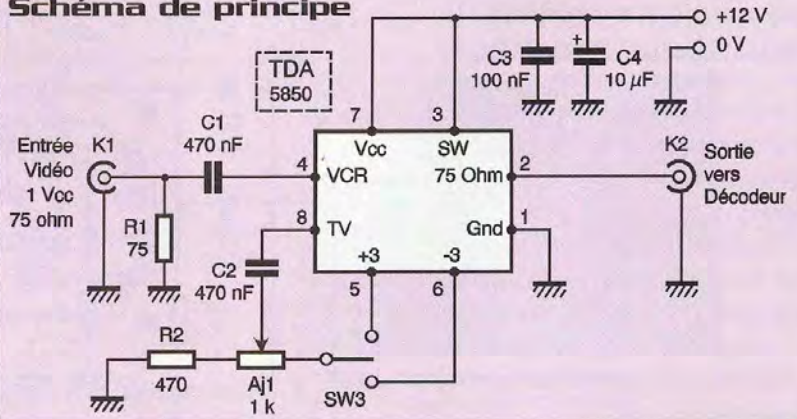 Schéma de principe
+12 V
0 V
C3
100 nF
+
C4
10 µF
TDA
5850
7
3
C1
470 nF
Entrée
Vidéo
1 Vcc
75 ohm
K1
R1
75
4
VCR
Vcc
SW
75 Ohm
2
K2
Sortie
vers
Décodeur
8
TV
Gnd
1
+3
-3
5
6
C2
470 nF
R2
470
Aj1
1 k
SW3